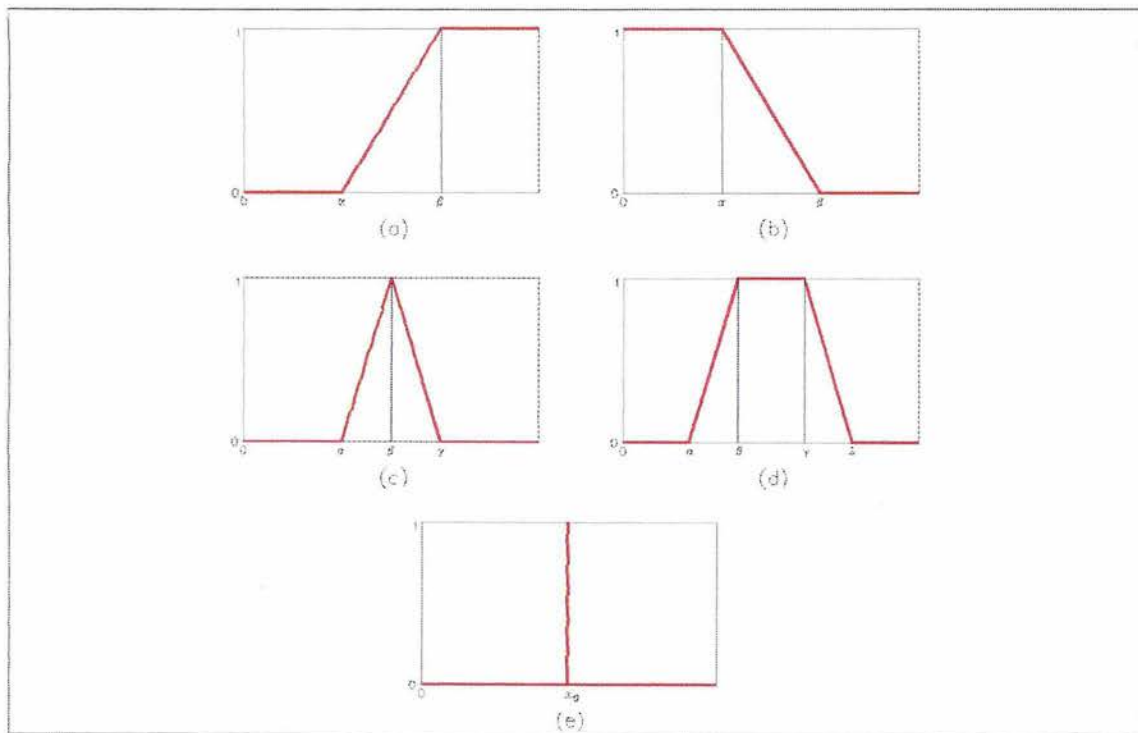 1 1
0 0
0 α β 0 α β
(a) (b)
1 1
0 0
0 α β γ 0 α β γ δ
(c) (d)
1
0
0 x₀
(e)